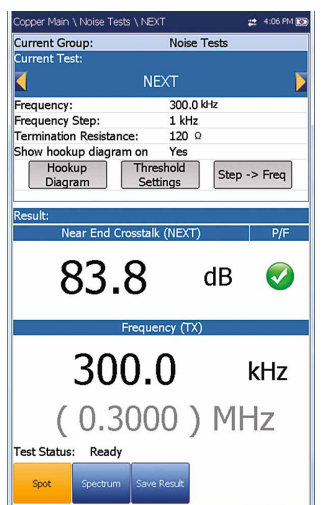 Copper Main \ Noise Tests \ NEXT 4:06 PM
Current Group: Noise Tests
Current Test:
NEXT
Frequency: 300.0 kHz
Frequency Step: 1 kHz
Termination Resistance: 120 Ω
Show hookup diagram on Yes
Hookup Diagram Threshold Settings Step -> Freq
Result:
Near End Crosstalk (NEXT) P/F
83.8 dB
Frequency (TX)
300.0 kHz
( 0.3000 ) MHz
Test Status: Ready
Spot Spectrum Save Result